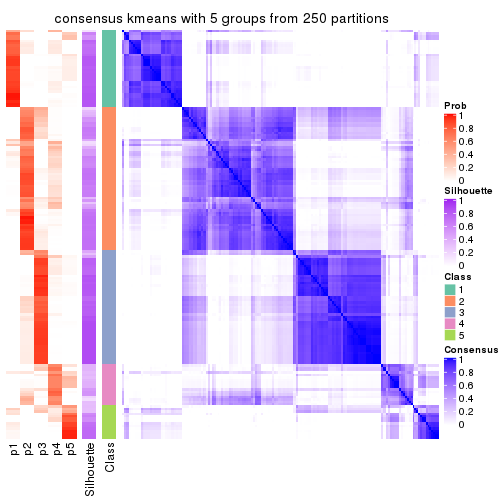 consensus kmeans with 5 groups from 250 partitions
Prob
1
0.8
0.6
0.4
0.2
0
Silhouette
1
0.8
0.6
0.4
0.2
0
Class
1
2
3
4
5
Consensus
1
0.8
0.6
0.4
0.2
0
p1
p2
p3
p4
p5
Silhouette
Class